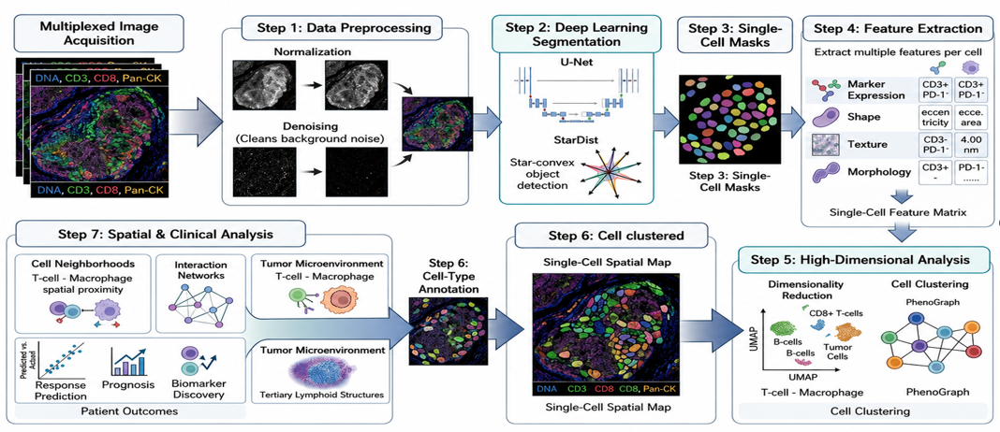 Multiplexed Image
Acquisition
DNA, CD3, CD8, Pan-CK
DNA, CD3, CD8, Pan-CK
Step 1: Data Preprocessing
Normalization
Denoising
(Cleans background noise)
Step 2: Deep Learning
Segmentation
U-Net
StarDist
Star-convex
object
detection
Step 3: Single-
Cell Masks
Step 3: Single-
Cell Masks
Step 4: Feature Extraction
Extract multiple features per cell
Marker
Expression
CD3+
PD-1-
CD3+
PD-1-
Shape
eccen
tricity
ecce.
area
Texture
CD3-
PD-1-
4.00
nm
Morphology
CD3+
-
PD-1-
......
Single-Cell Feature Matrix
Step 7: Spatial & Clinical Analysis
Cell Neighborhoods
T-cell - Macrophage
spatial proximity
Interaction
Networks
Tumor Microenvironment
T-cell - Macrophage
Predicted vs.
Response
Prediction
Prognosis
Biomarker
Discovery
Patient Outcomes
Tumor Microenvironment
Tertiary Lymphoid Structures
Step 6:
Cell-Type
Annotation
Step 6: Cell clustered
Single-Cell Spatial Map
DNA CD3 CD8 CD8, Pan-CK
Single-Cell Spatial Map
Step 5: High-Dimensional Analysis
Dimensionality
Reduction
CD8+ T-cells
B-cells
B-cells
Tumor
Cells
UMAP
UMAP
T-cell - Macrophage
Cell Clustering
PhenoGraph
PhenoGraph
Cell Clustering